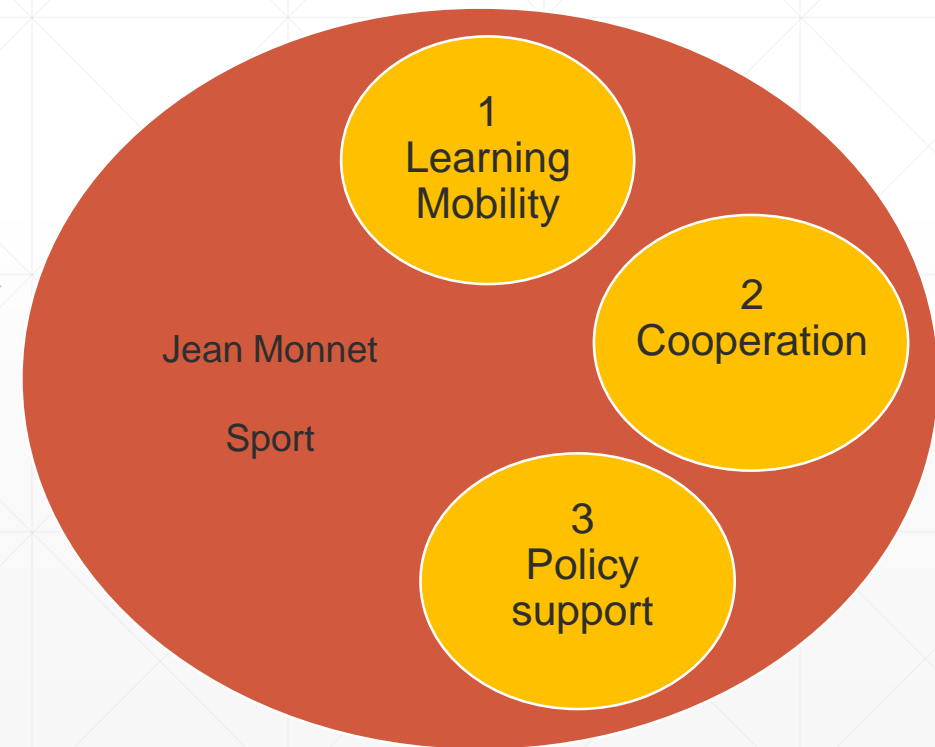 1
Learning
Mobility
2
Cooperation
Jean Monnet
Sport
3
Policy
support